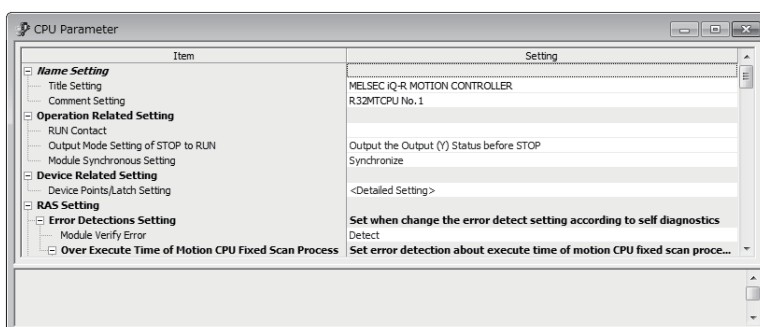 CPU Parameter
Item Setting
Name Setting
Title Setting MELSEC iQ-R MOTION CONTROLLER
Comment Setting R32MTCPU No.1
Operation Related Setting
RUN Contact
Output Mode Setting of STOP to RUN Output the Output (Y) Status before STOP
Module Synchronous Setting Synchronize
Device Related Setting
Device Points/Latch Setting <Detailed Setting>
RAS Setting
Error Detections Setting Set when change the error detect setting according to self diagnostics
Module Verify Error Detect
Over Execute Time of Motion CPU Fixed Scan Process Set error detection about execute time of motion CPU fixed scan proce...